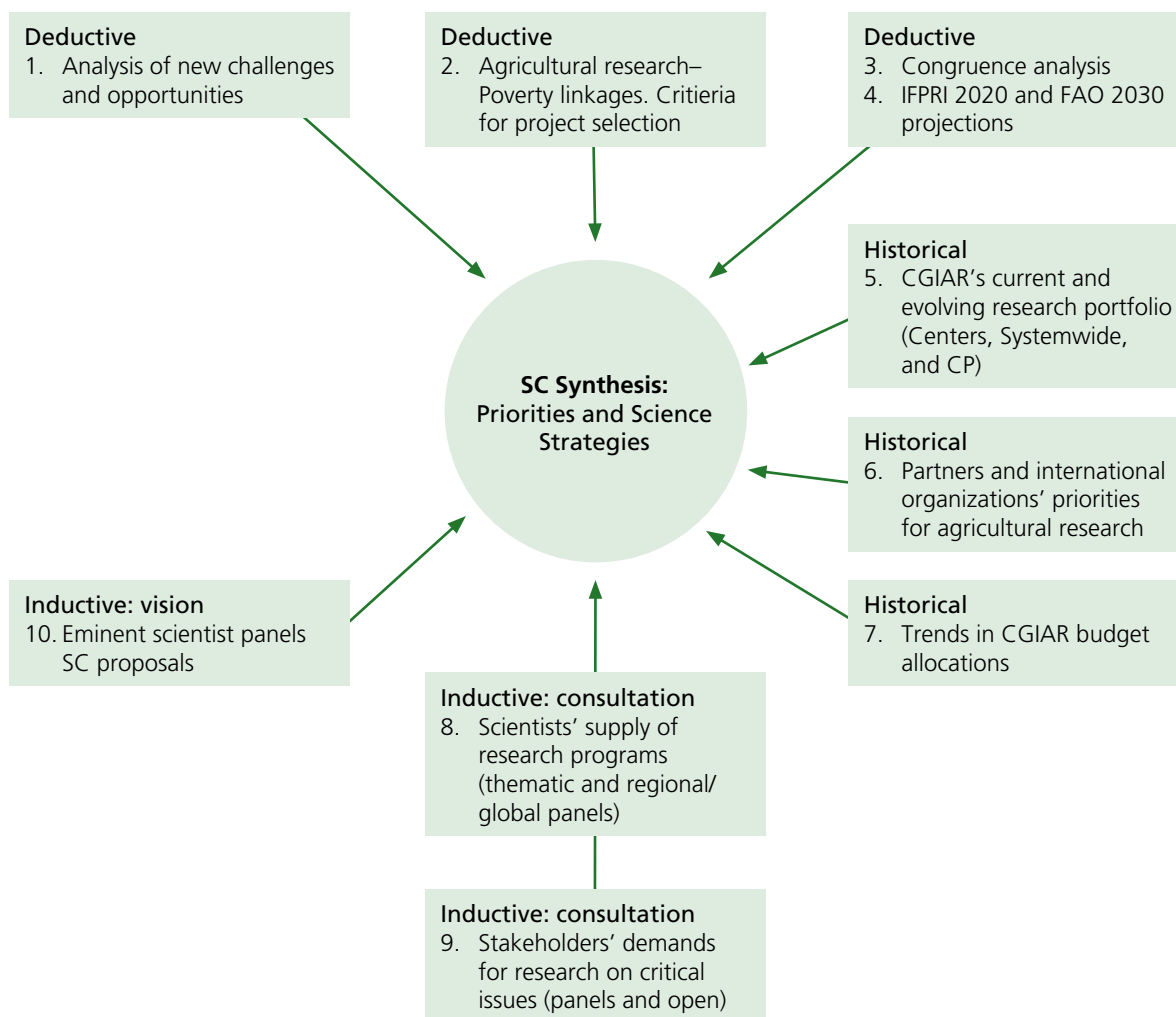 Deductive
1. Analysis of new challenges
and opportunities
Deductive
2. Agricultural research–
Poverty linkages. Critieria
for project selection
Deductive
3. Congruence analysis
4. IFPRI 2020 and FAO 2030
projections
Historical
5. CGIAR’s current and
evolving research portfolio
(Centers, Systemwide,
and CP)
SC Synthesis:
Priorities and Science
Strategies
Historical
6. Partners and international
organizations’ priorities
for agricultural research
Historical
7. Trends in CGIAR budget
allocations
Inductive: vision
10. Eminent scientist panels
SC proposals
Inductive: consultation
8. Scientists’ supply of
research programs
(thematic and regional/
global panels)
Inductive: consultation
9. Stakeholders’ demands
for research on critical
issues (panels and open)